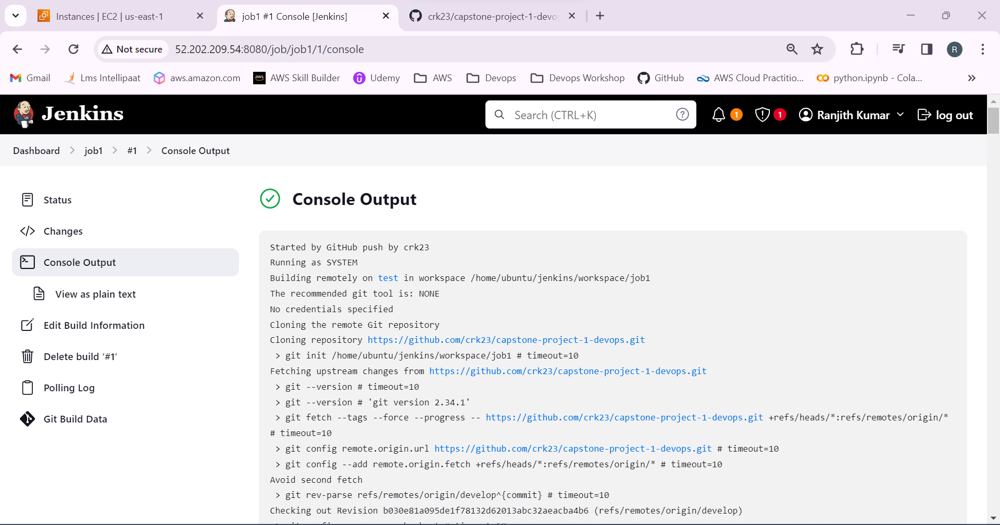 Instances | EC2 | us-east-1
job1 #1 Console [Jenkins]
crk23/capstone-project-1-devo
Not secure
52.202.209.54:8080/job/job1/1/console
R
Gmail
Lms Intellipaat
aws.amazon.com
aws
AWS Skill Builder
Udemy
AWS
Devops
Devops Workshop
GitHub
AWS Cloud Practitio...
python.ipynb - Cola...
Jenkins
Search (CTRL+K)
1
1
Ranjith Kumar
log out
Dashboard
job1
#1
Console Output
Status
Changes
Console Output
View as plain text
Edit Build Information
Delete build ‘#1’
Polling Log
Git Build Data
Console Output
Started by GitHub push by crk23
Running as SYSTEM
Building remotely on test in workspace /home/ubuntu/jenkins/workspace/job1
The recommended git tool is: NONE
No credentials specified
Cloning the remote Git repository
Cloning repository https://github.com/crk23/capstone-project-1-devops.git
> git init /home/ubuntu/jenkins/workspace/job1 # timeout=10
Fetching upstream changes from https://github.com/crk23/capstone-project-1-devops.git
> git --version # timeout=10
> git --version # 'git version 2.34.1'
> git fetch --tags --force --progress -- https://github.com/crk23/capstone-project-1-devops.git +refs/heads/*:refs/remotes/origin/*
# timeout=10
> git config remote.origin.url https://github.com/crk23/capstone-project-1-devops.git # timeout=10
> git config --add remote.origin.fetch +refs/heads/*:refs/remotes/origin/* # timeout=10
Avoid second fetch
> git rev-parse refs/remotes/origin/develop^{commit} # timeout=10
Checking out Revision b030e81a095de1f78132d62013abc32aeacba4b6 (refs/remotes/origin/develop)